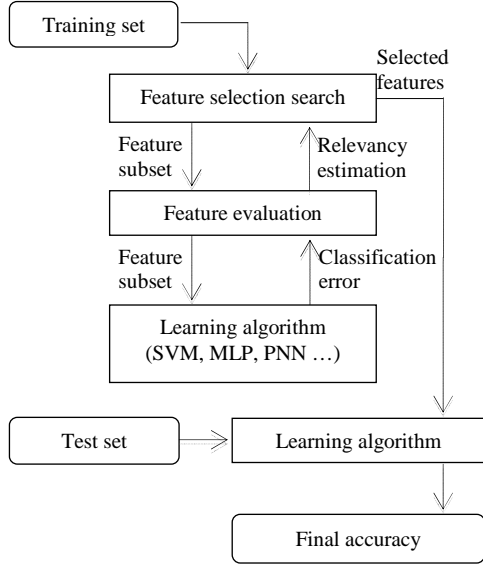 Training set
Selected
features
Feature selection search
Feature
subset
Relevancy
estimation
Feature evaluation
Feature
subset
Classification
error
Learning algorithm
(SVM, MLP, PNN …)
Test set
Learning algorithm
Final accuracy